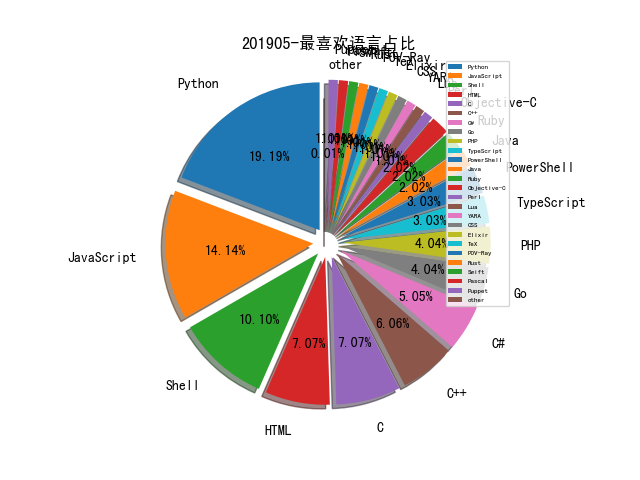 201905-最喜欢语言占比
Python
19.19%
JavaScript
14.14%
Shell
10.10%
HTML
7.07%
C
7.07%
C++
6.06%
C#
5.05%
Go
4.04%
PHP
4.04%
TypeScript
3.03%
PowerShell
3.03%
Java
2.02%
Ruby
2.02%
Objective-C
2.02%
CSS
POV-Ray
other
0.01%
Python
JavaScript
Shell
HTML
C
C++
C#
Go
PHP
TypeScript
PowerShell
Java
Ruby
Objective-C
Perl
Lua
YARA
CSS
Elixir
TeX
POV-Ray
Rust
Swift
Pascal
Puppet
other